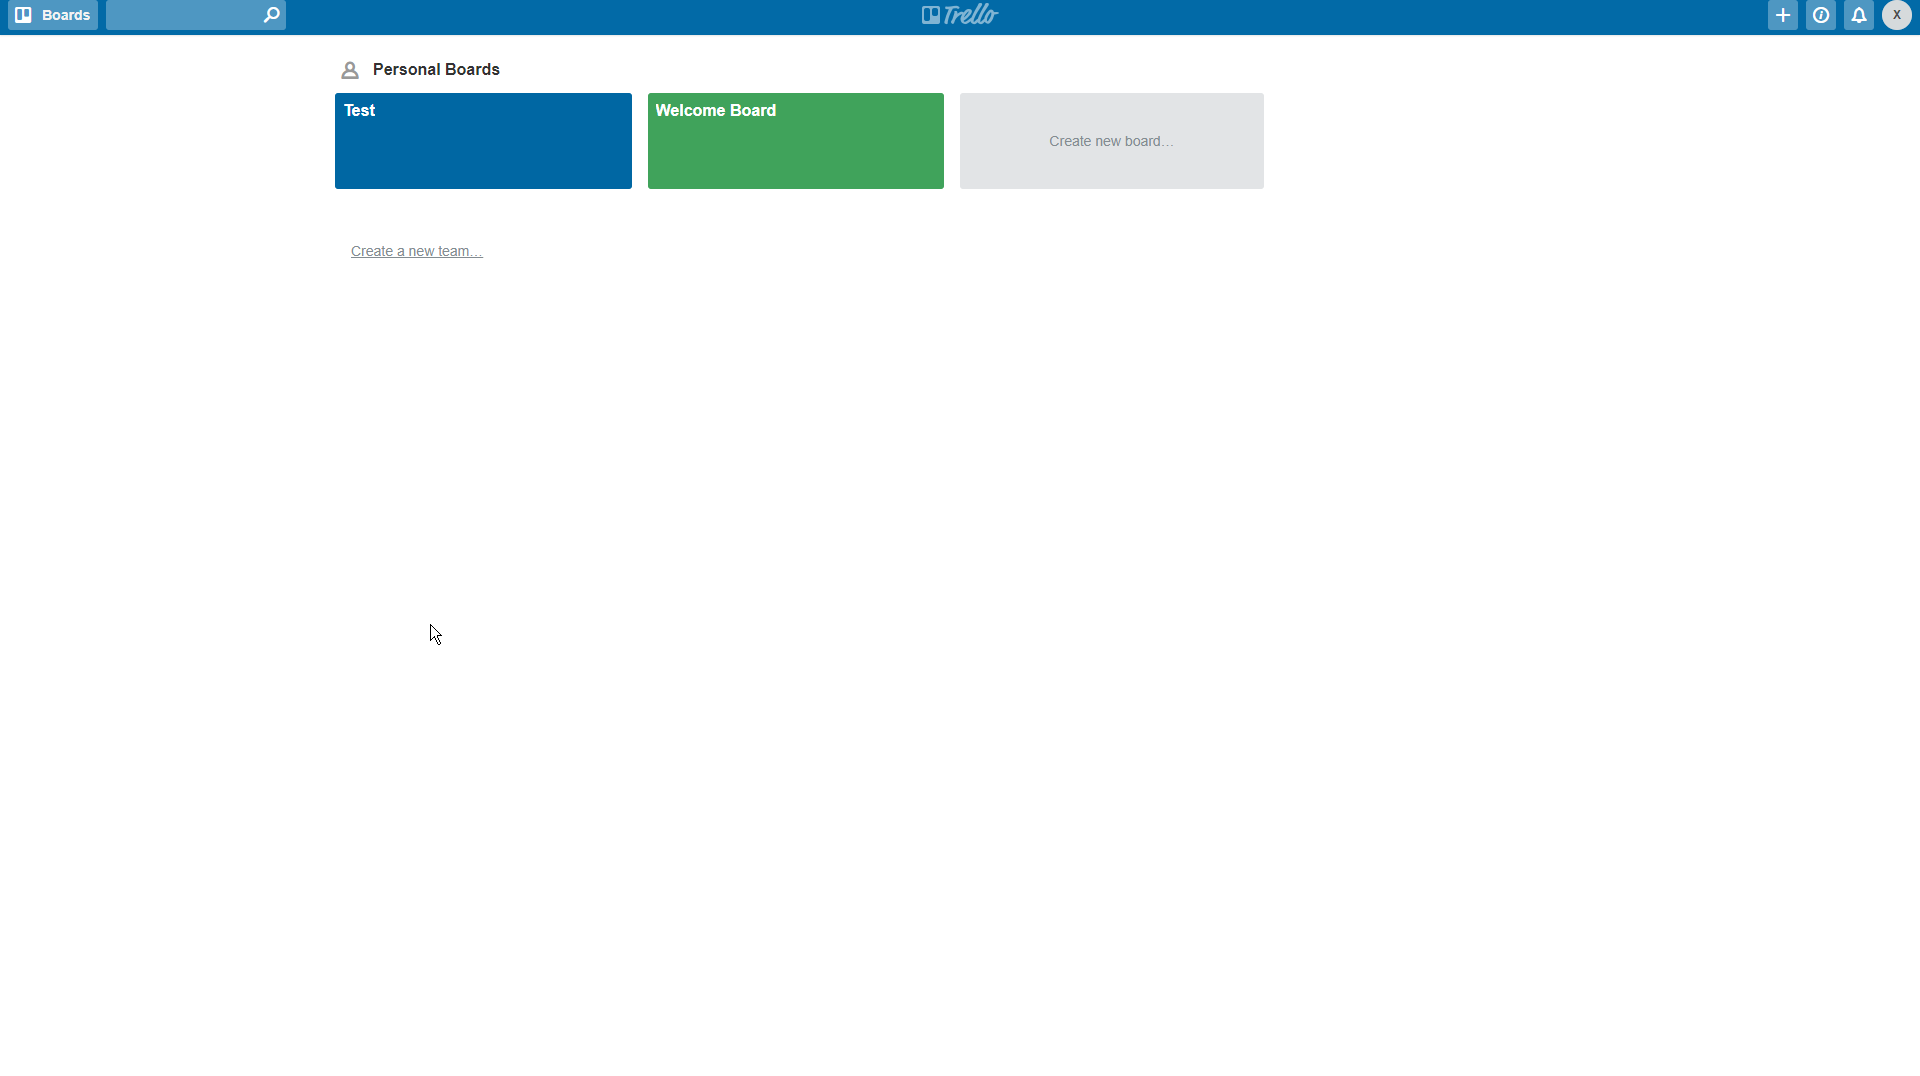 Boards
Trello
X
Personal Boards
Test
Welcome Board
Create new board…
Create a new team…